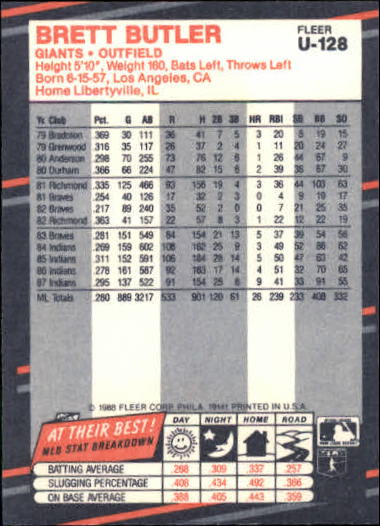 BRETT BUTLER
FLEER
U-128
GIANTS • OUTFIELD
Height 5'10", Weight 160, Bats Left, Throws Left
Born 6-15-57, Los Angeles, CA
Home Libertyville, IL
Yr. Club Pct. G AB R H 2B 3B HR RBI SB BB SO
79 Bradenton .369 30 111 36 41 7 5 3 20 5 19 15
79 Grenwood .316 35 117 26 37 2 4 1 11 20 24 27
80 Anderson .298 70 255 73 76 12 6 1 26 44 67 9
80 Durham .366 66 224 47 82 15 6 2 39 36 67 30
81 Richmond .335 125 466 93 156 19 4 3 36 44 103 63
81 Braves .254 40 126 17 32 2 3 0 4 9 19 17
82 Braves .217 89 240 35 52 2 0 0 7 21 25 35
82 Richmond .363 41 157 22 57 8 3 1 22 12 22 19
83 Braves .281 151 549 84 154 21 13 5 37 39 54 56
84 Indians .269 159 602 108 162 25 9 3 49 52 86 62
85 Indians .311 152 591 106 184 28 14 5 50 47 63 42
86 Indians .278 161 587 92 163 17 14 4 51 32 70 65
87 Indians .295 137 522 91 154 25 8 9 41 33 91 55
ML Totals .280 889 3217 533 901 120 61 26 239 233 408 332
© 1988 FLEER CORP. PHILA. 19141 PRINTED IN U.S.A.
AT THEIR BEST!
MLB STAT BREAKDOWN
DAY NIGHT HOME ROAD
BATTING AVERAGE .268 .309 .337 .257
SLUGGING PERCENTAGE .408 .434 .492 .366
ON BASE AVERAGE .388 .405 .443 .359